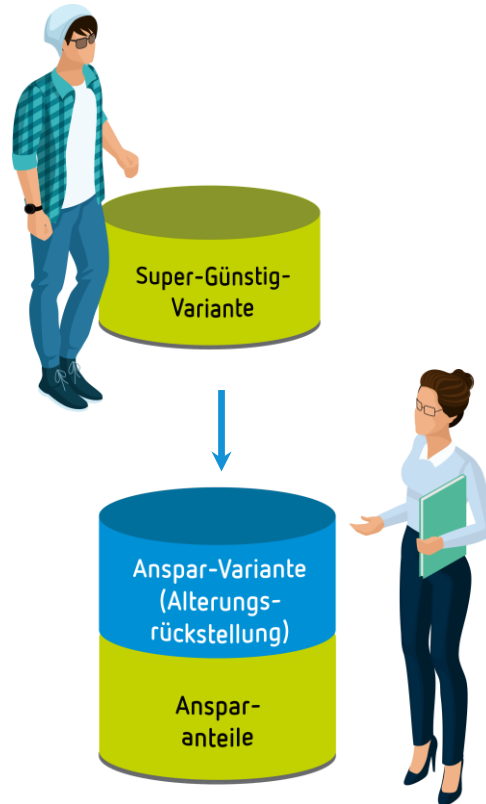 Super-Günstig-
Variante
Anspar-Variante
(Alterungs-
rückstellung)
Anspar-
anteile